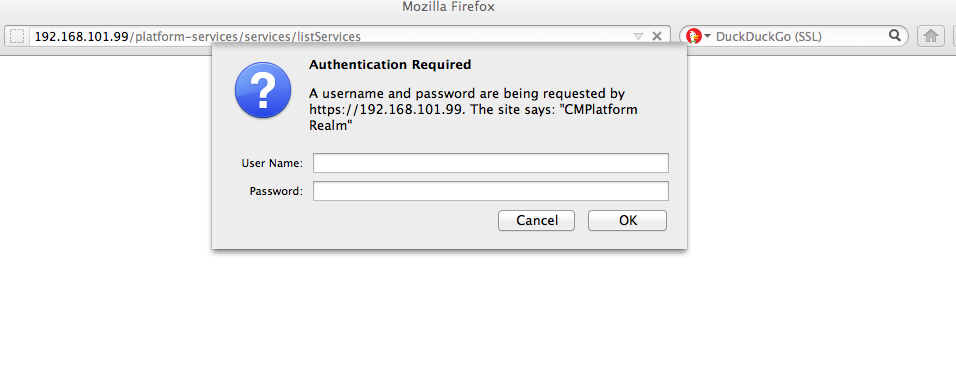 Mozilla Firefox
192.168.101.99/platform-services/services/listServices
DuckDuckGo (SSL)
Authentication Required
A username and password are being requested by
https://192.168.101.99. The site says: "CMPlatform
Realm"
User Name:
Password:
Cancel
OK